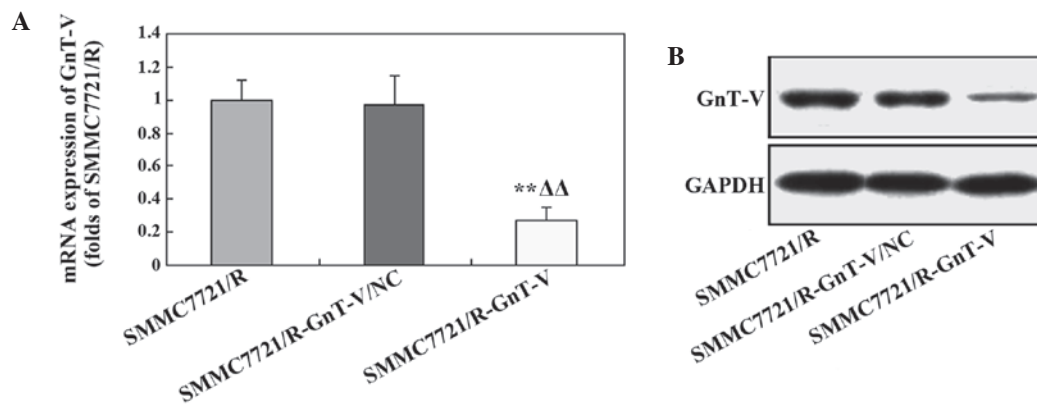 A
mRNA expression of GnT-V
(folds of SMMC7721/R)
1.4
1.2
1
0.8
0.6
0.4
0.2
0
**ΔΔ
SMMC7721/R
SMMC7721/R-GnT-V/NC
SMMC7721/R-GnT-V
B
GnT-V
GAPDH
SMMC7721/R
SMMC7721/R-GnT-V/NC
SMMC7721/R-GnT-V